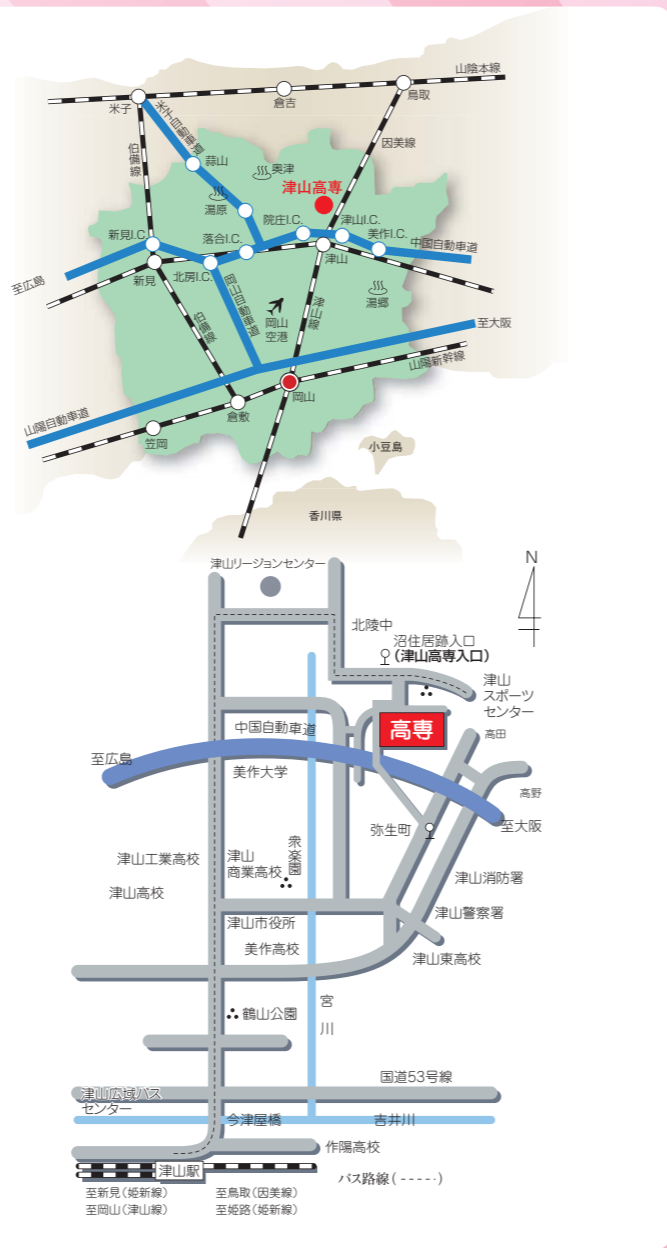 山陰本線
米子
倉吉
鳥取
米子自動車道
伯備線
因美線
蒜山
奥津
津山高専
湯原
院庄I.C.
津山I.C.
美作I.C.
新見I.C.
落合I.C.
中国自動車道
津山
新見
北房I.C.
至広島
岡山自動車道
湯郷
伯備線
岡山
空港
津山線
至大阪
山陽新幹線
岡山
山陽自動車道
倉敷
笠岡
小豆島
香川県
津山リージョンセンター
N
北陵中
沼住居跡入口
(津山高専入口)
津山
スポーツ
センター
高専
中国自動車道
高田
至広島
美作大学
高野
至大阪
弥生町
衆楽園
津山工業高校
津山
商業高校
津山高校
津山消防署
津山市役所
津山警察署
美作高校
津山東高校
鶴山公園
宮川
国道53号線
津山広域バス
センター
今津屋橋
吉井川
作陽高校
津山駅
バス路線(-----)
至新見(姫新線)
至鳥取(因美線)
至岡山(津山線)
至姫路(姫新線)